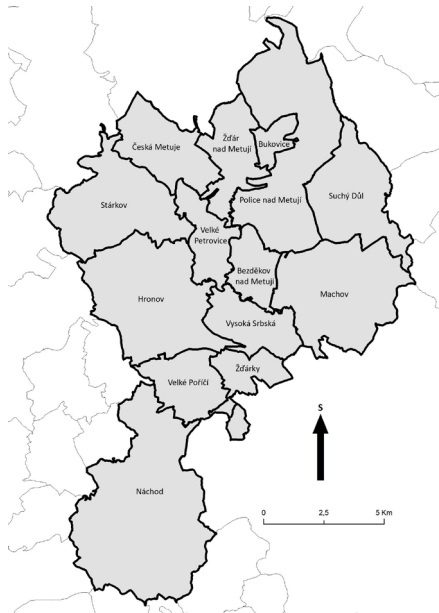 Česká Metuje
Žďár
nad Metují
Bukovice
Stárkov
Police nad Metují
Suchý Důl
Velké
Petrovice
Bezděkov
nad Metují
Hronov
Machov
Vysoká Srbská
Velké Poříčí
Žďárky
S
Náchod
0 2,5 5 Km